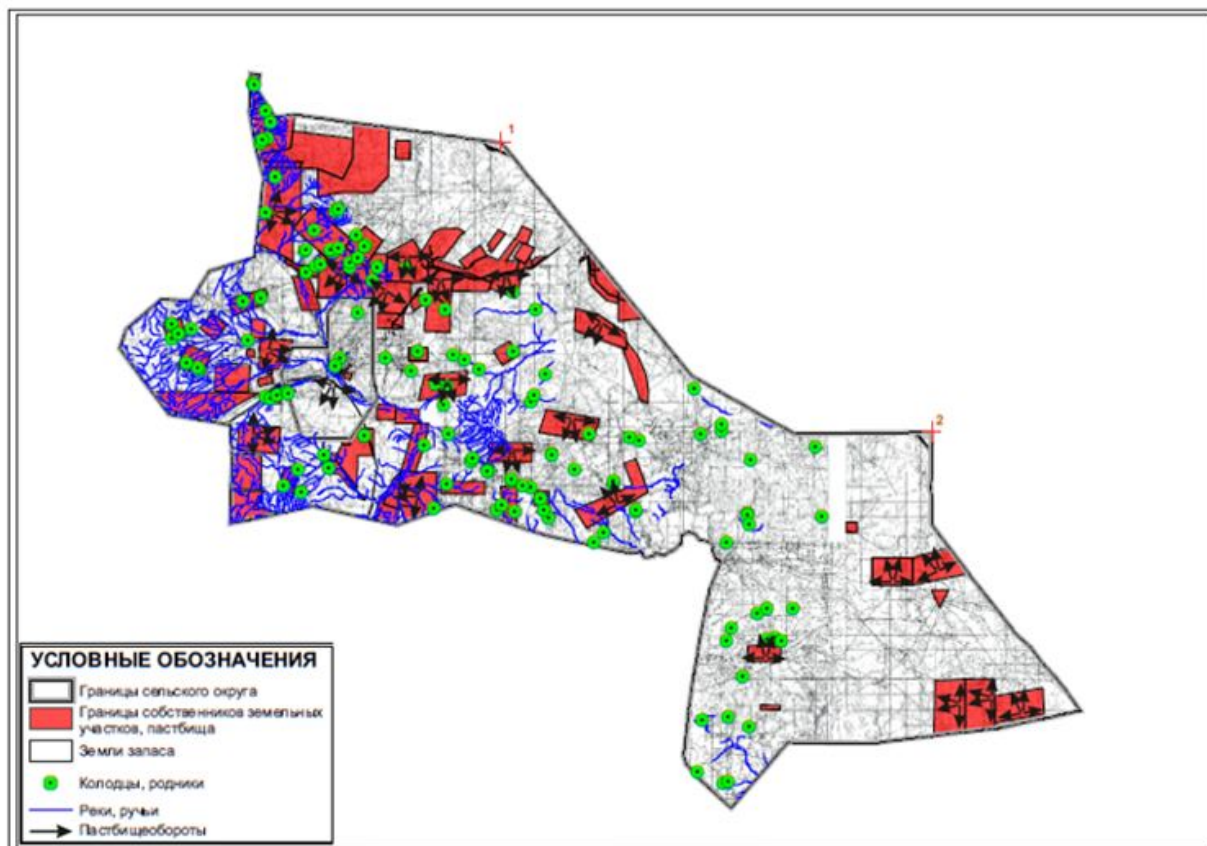 1
2
УСЛОВНЫЕ ОБОЗНАЧЕНИЯ
Границы сельского округа
Границы собственников земельных
участков, пастбища
Земли запаса
Колодцы, родники
Реки, ручьи
Пастбищеобороты